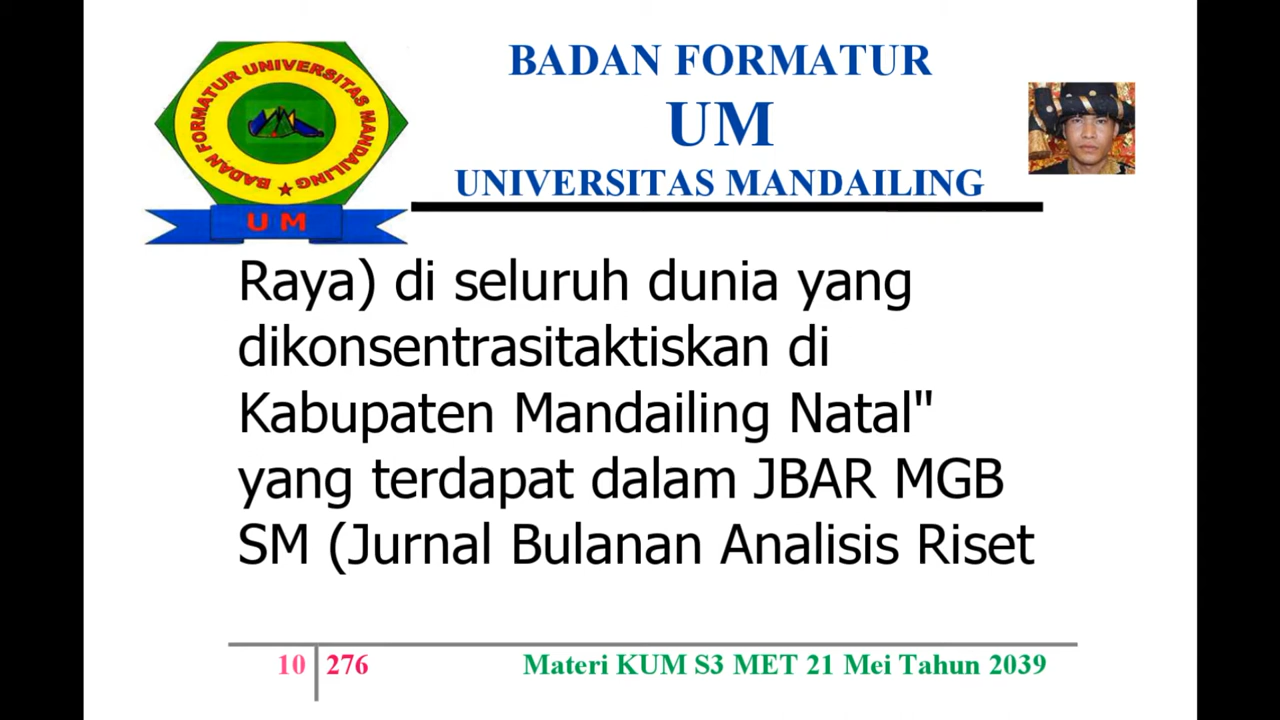 BADAN FORMATUR UNIVERSITAS MANDAILING
U M
BADAN FORMATUR
UM
UNIVERSITAS MANDAILING
Raya) di seluruh dunia yang
dikonsentrasitaktiskan di
Kabupaten Mandailing Natal"
yang terdapat dalam JBAR MGB
SM (Jurnal Bulanan Analisis Riset
10 276 Materi KUM S3 MET 21 Mei Tahun 2039